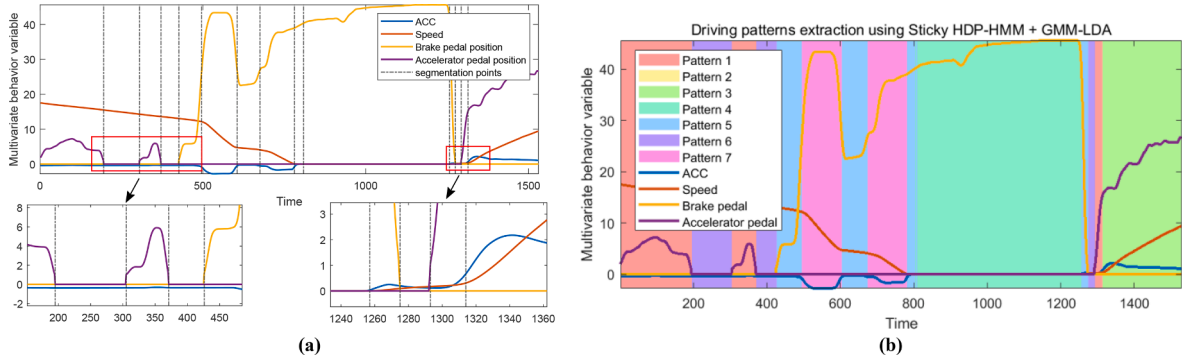 Multivariate behavior variable
40
30
20
10
0
ACC
Speed
Brake pedal position
Accelerator pedal position
segmentation points
0
500
1000
1500
Time
8
6
4
2
0
-2
200
250
300
350
400
450
3
2
1
0
1240
1260
1280
1300
1320
1340
1360
(a)
Driving patterns extraction using Sticky HDP-HMM + GMM-LDA
Multivariate behavior variable
40
30
20
10
0
Pattern 1
Pattern 2
Pattern 3
Pattern 4
Pattern 5
Pattern 6
Pattern 7
ACC
Speed
Brake pedal
Accelerator pedal
200
400
600
800
1000
1200
1400
Time
(b)